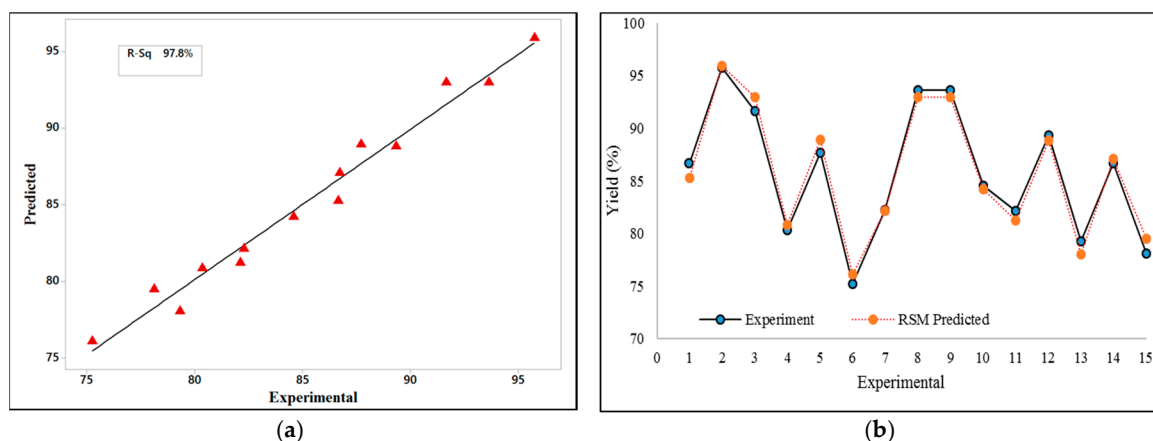 R-Sq 97.8%
95
90
85
80
75
Predicted
75 80 85 90 95
Experimental
(a)
100
95
90
85
80
75
70
Yield (%)
Experiment RSM Predicted
0 1 2 3 4 5 6 7 8 9 10 11 12 13 14 15
Experimental
(b)